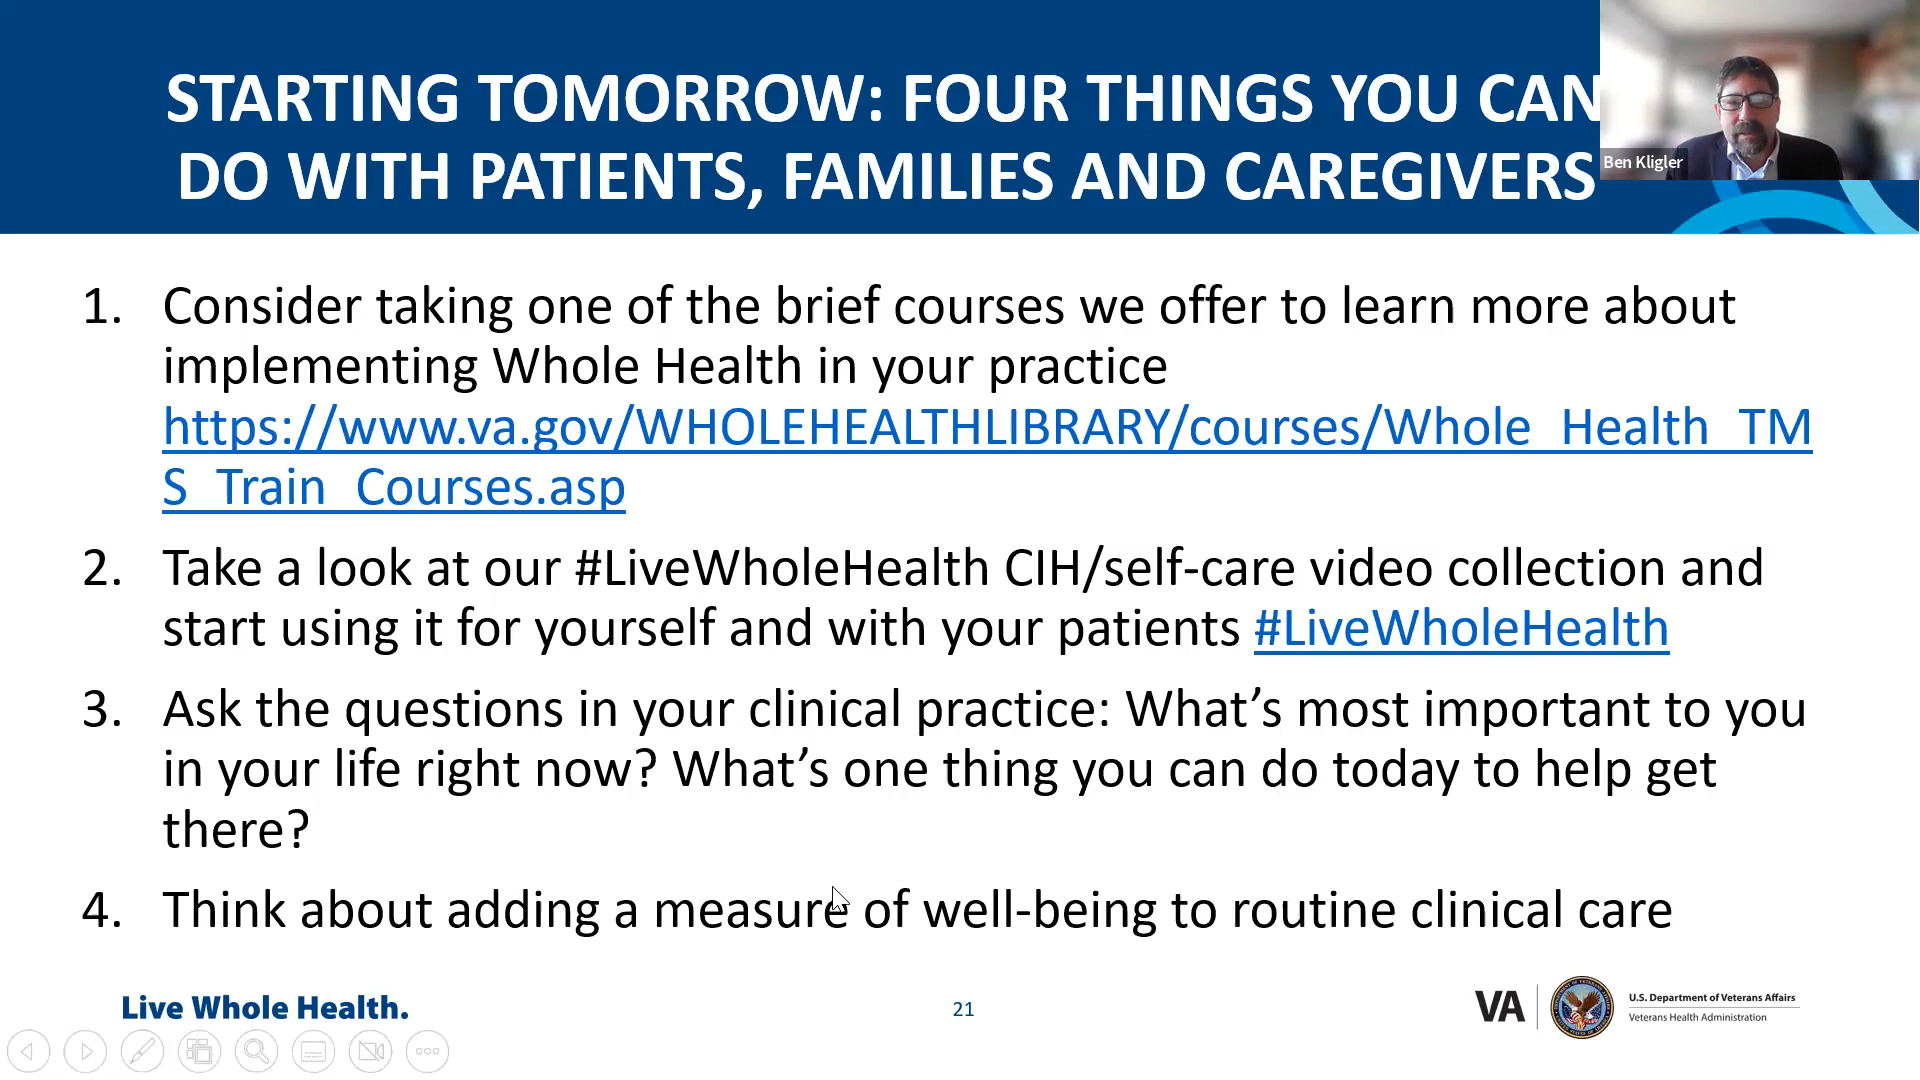 STARTING TOMORROW: FOUR THINGS YOU CAN
DO WITH PATIENTS, FAMILIES AND CAREGIVERS
Ben Kligler
1. Consider taking one of the brief courses we offer to learn more about
implementing Whole Health in your practice
https://www.va.gov/WHOLEHEALTHLIBRARY/courses/Whole_Health_TM
S_Train_Courses.asp
2. Take a look at our #LiveWholeHealth CIH/self-care video collection and
start using it for yourself and with your patients #LiveWholeHealth
3. Ask the questions in your clinical practice: What’s most important to you
in your life right now? What’s one thing you can do today to help get
there?
4. Think about adding a measure of well-being to routine clinical care
Live Whole Health.
21
VA
U.S. Department of Veterans Affairs
Veterans Health Administration